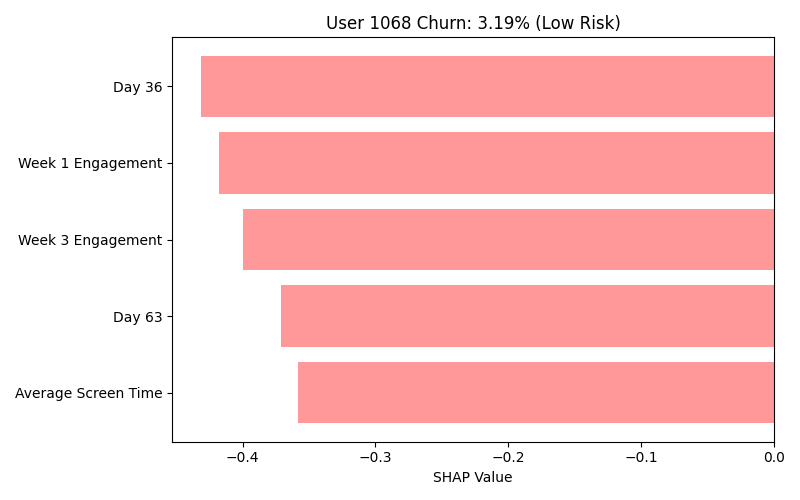 User 1068 Churn: 3.19% (Low Risk)
Day 36
Week 1 Engagement
Week 3 Engagement
Day 63
Average Screen Time
−0.4 −0.3 −0.2 −0.1 0.0
SHAP Value